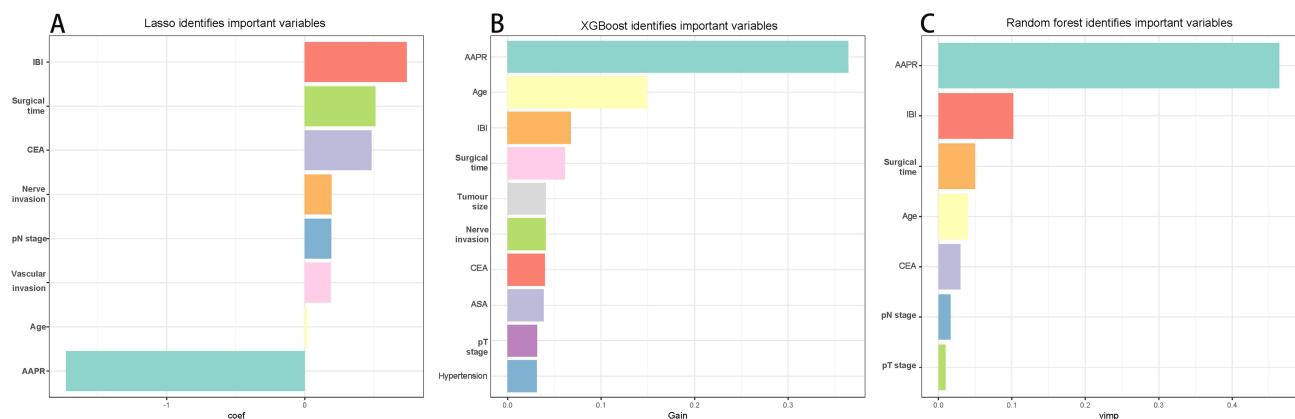 A
Lasso identifies important variables
IBI
Surgical
time
CEA
Nerve
invasion
pN stage
Vascular
invasion
Age
AAPR
-1
0
coef
B
XGBoost identifies important variables
AAPR
Age
IBI
Surgical
time
Tumour
size
Nerve
invasion
CEA
ASA
pT
stage
Hypertension
0.0
0.1
0.2
0.3
Gain
C
Random forest identifies important variables
AAPR
IBI
Surgical
time
Age
CEA
pN stage
pT stage
0.0
0.1
0.2
0.3
0.4
vimp